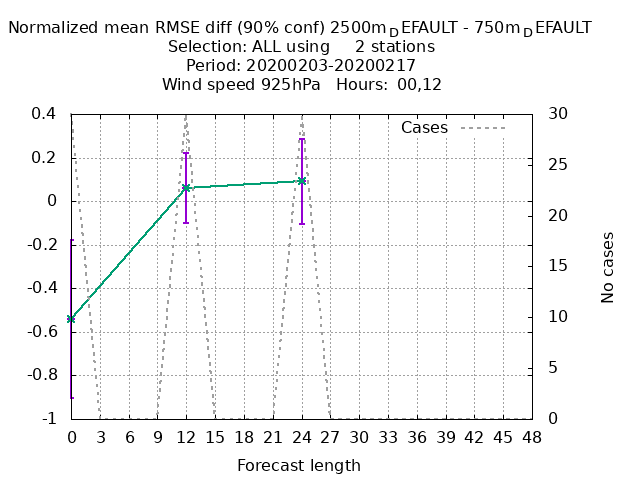 Normalized mean RMSE diff (90% conf) 2500mDEFAULT - 750mDEFAULT
Selection: ALL using 2 stations
Period: 20200203-20200217
Wind speed 925hPa Hours: 00,12
Cases
0.4
0.2
0
-0.2
-0.4
-0.6
-0.8
-1
30
25
20
15
10
5
0
No cases
0 3 6 9 12 15 18 21 24 27 30 33 36 39 42 45 48
Forecast length